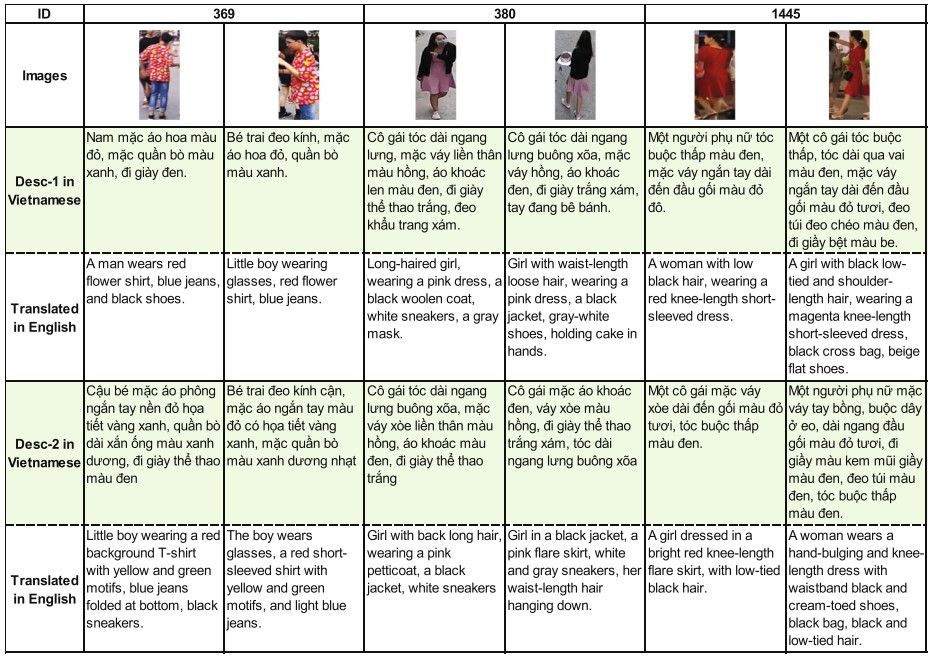 ID 369 380 1445
Images
Desc-1 in
Vietnamese
Nam mặc áo hoa màu
đỏ, mặc quần bò màu
xanh, đi giày đen.
Bé trai đeo kính, mặc
áo hoa đỏ, quần bò
màu xanh.
Cô gái tóc dài ngang
lưng, mặc váy liền thân
màu hồng, áo khoác
len màu đen, đi giày
thể thao trắng, đeo
khẩu trang xám.
Cô gái tóc dài ngang
lưng buông xõa, mặc
váy hồng, áo khoác
đen, đi giày trắng xám,
tay đang bê bánh.
Một người phụ nữ tóc
buộc thấp màu đen,
mặc váy ngắn tay dài
đến đầu gối màu đỏ
đô.
Một cô gái tóc buộc
thấp, tóc dài qua vai
màu đen, mặc váy
ngắn tay dài đến đầu
gối màu đỏ tươi, đeo
túi đeo chéo màu đen,
đi giầy bệt màu be.
Translated
in English
A man wears red
flower shirt, blue jeans,
and black shoes.
Little boy wearing
glasses, red flower
shirt, blue jeans.
Long-haired girl,
wearing a pink dress, a
black woolen coat,
white sneakers, a gray
mask.
Girl with waist-length
loose hair, wearing a
pink dress, a black
jacket, gray-white
shoes, holding cake in
hands.
A woman with low
black hair, wearing a
red knee-length short-
sleeved dress.
A girl with black low-
tied and shoulder-
length hair, wearing a
magenta knee-length
short-sleeved dress,
black cross bag, beige
flat shoes.
Desc-2 in
Vietnamese
Cậu bé mặc áo phông
ngắn tay nền đỏ họa
tiết vàng xanh, quần bò
dài xắn ống màu xanh
dương, đi giày thể thao
màu đen
Bé trai đeo kính cận,
mặc áo ngắn tay màu
đỏ có họa tiết vàng
xanh, mặc quần bò
màu xanh dương nhạt
Cô gái tóc dài ngang
lưng buông xõa, mặc
váy xòe liền thân màu
hồng, áo khoác màu
đen, đi giày thể thao
trắng
Cô gái mặc áo khoác
đen, váy xòe màu
hồng, đi giày thể thao
trắng xám, tóc dài
ngang lưng buông xõa
Một cô gái mặc váy
xòe dài đến gối màu đỏ
tươi, tóc buộc thấp
màu đen.
Một người phụ nữ mặc
váy tay bồng, buộc dây
ở eo, dài ngang đầu
gối màu đỏ tươi, đi
giầy màu kem mũi giầy
màu đen, đeo túi màu
đen, tóc buộc thấp
màu đen.
Translated
in English
Little boy wearing a red
background T-shirt
with yellow and green
motifs, blue jeans
folded at bottom, black
sneakers.
The boy wears
glasses, a red short-
sleeved shirt with
yellow and green
motifs, and light blue
jeans.
Girl with back long hair,
wearing a pink
petticoat, a black
jacket, white sneakers
Girl in a black jacket, a
pink flare skirt, white
and gray sneakers, her
waist-length hair
hanging down.
A girl dressed in a
bright red knee-length
flare skirt, with low-tied
black hair.
A woman wears a
hand-bulging and knee-
length dress with
waistband black and
cream-toed shoes,
black bag, black and
low-tied hair.